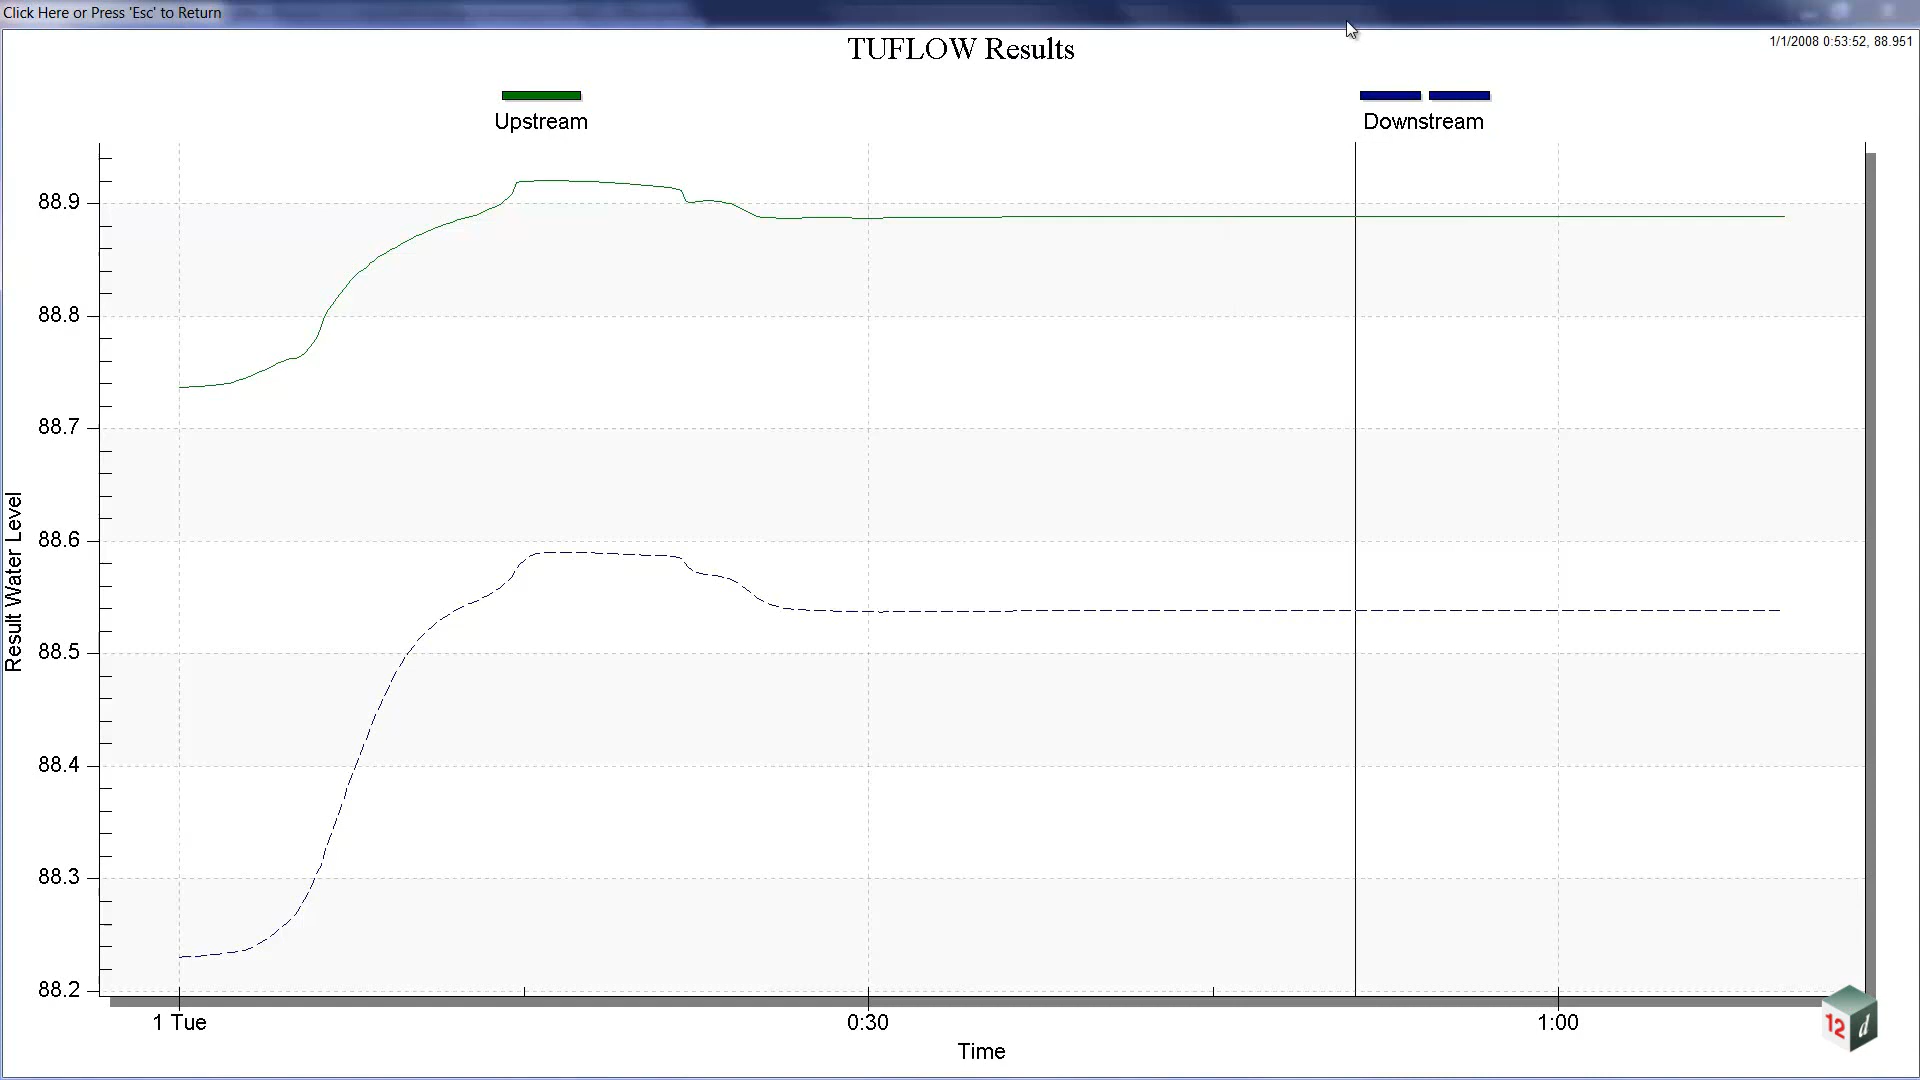 Click Here or Press 'Esc' to Return
TUFLOW Results
1/1/2008 0:53:52, 88.951
Upstream
Downstream
88.9
88.8
88.7
88.6
88.5
88.4
88.3
88.2
Result Water Level
1 Tue
0:30
1:00
Time
12 d